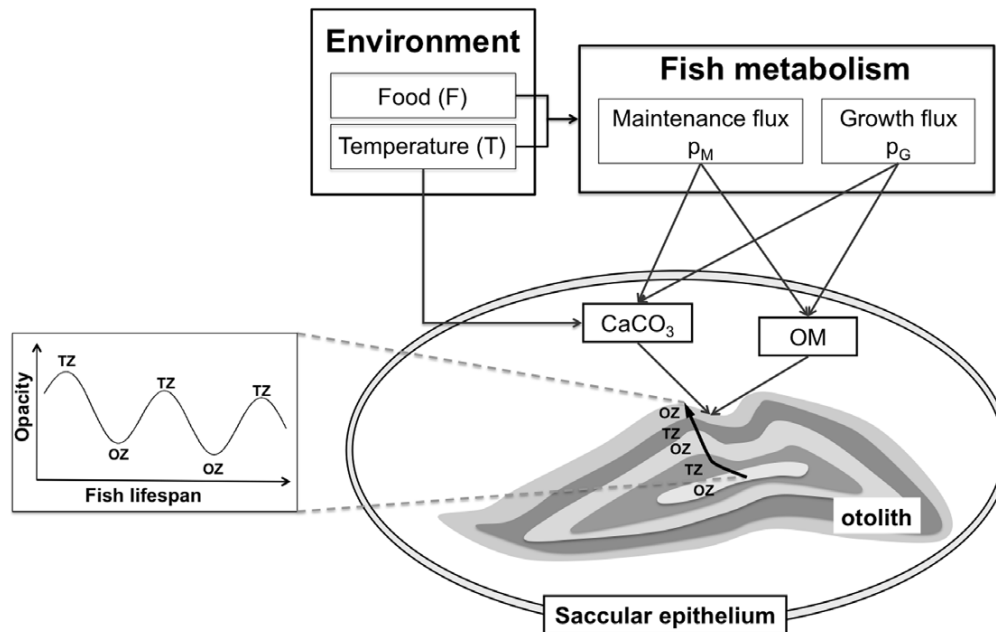 Environment
Food (F)
Temperature (T)
Fish metabolism
Maintenance flux
pM
Growth flux
pG
CaCO3
OM
Opacity
TZ
TZ
TZ
OZ
OZ
Fish lifespan
OZ
TZ
OZ
TZ
OZ
otolith
Saccular epithelium